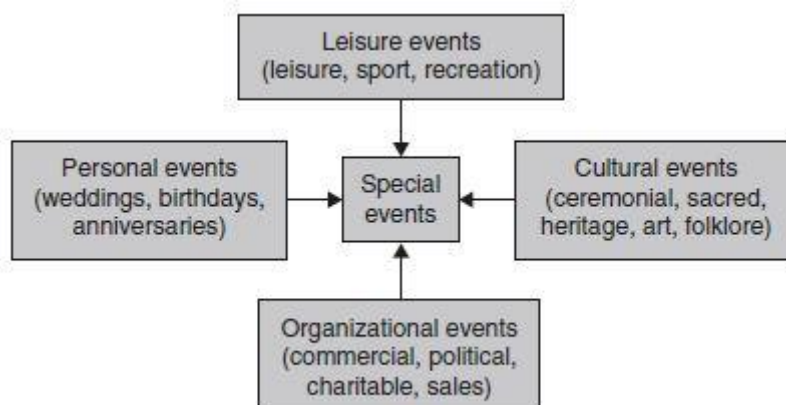 Leisure events
(leisure, sport, recreation)
Personal events
(weddings, birthdays,
anniversaries)
Special
events
Cultural events
(ceremonial, sacred,
heritage, art, folklore)
Organizational events
(commercial, political,
charitable, sales)